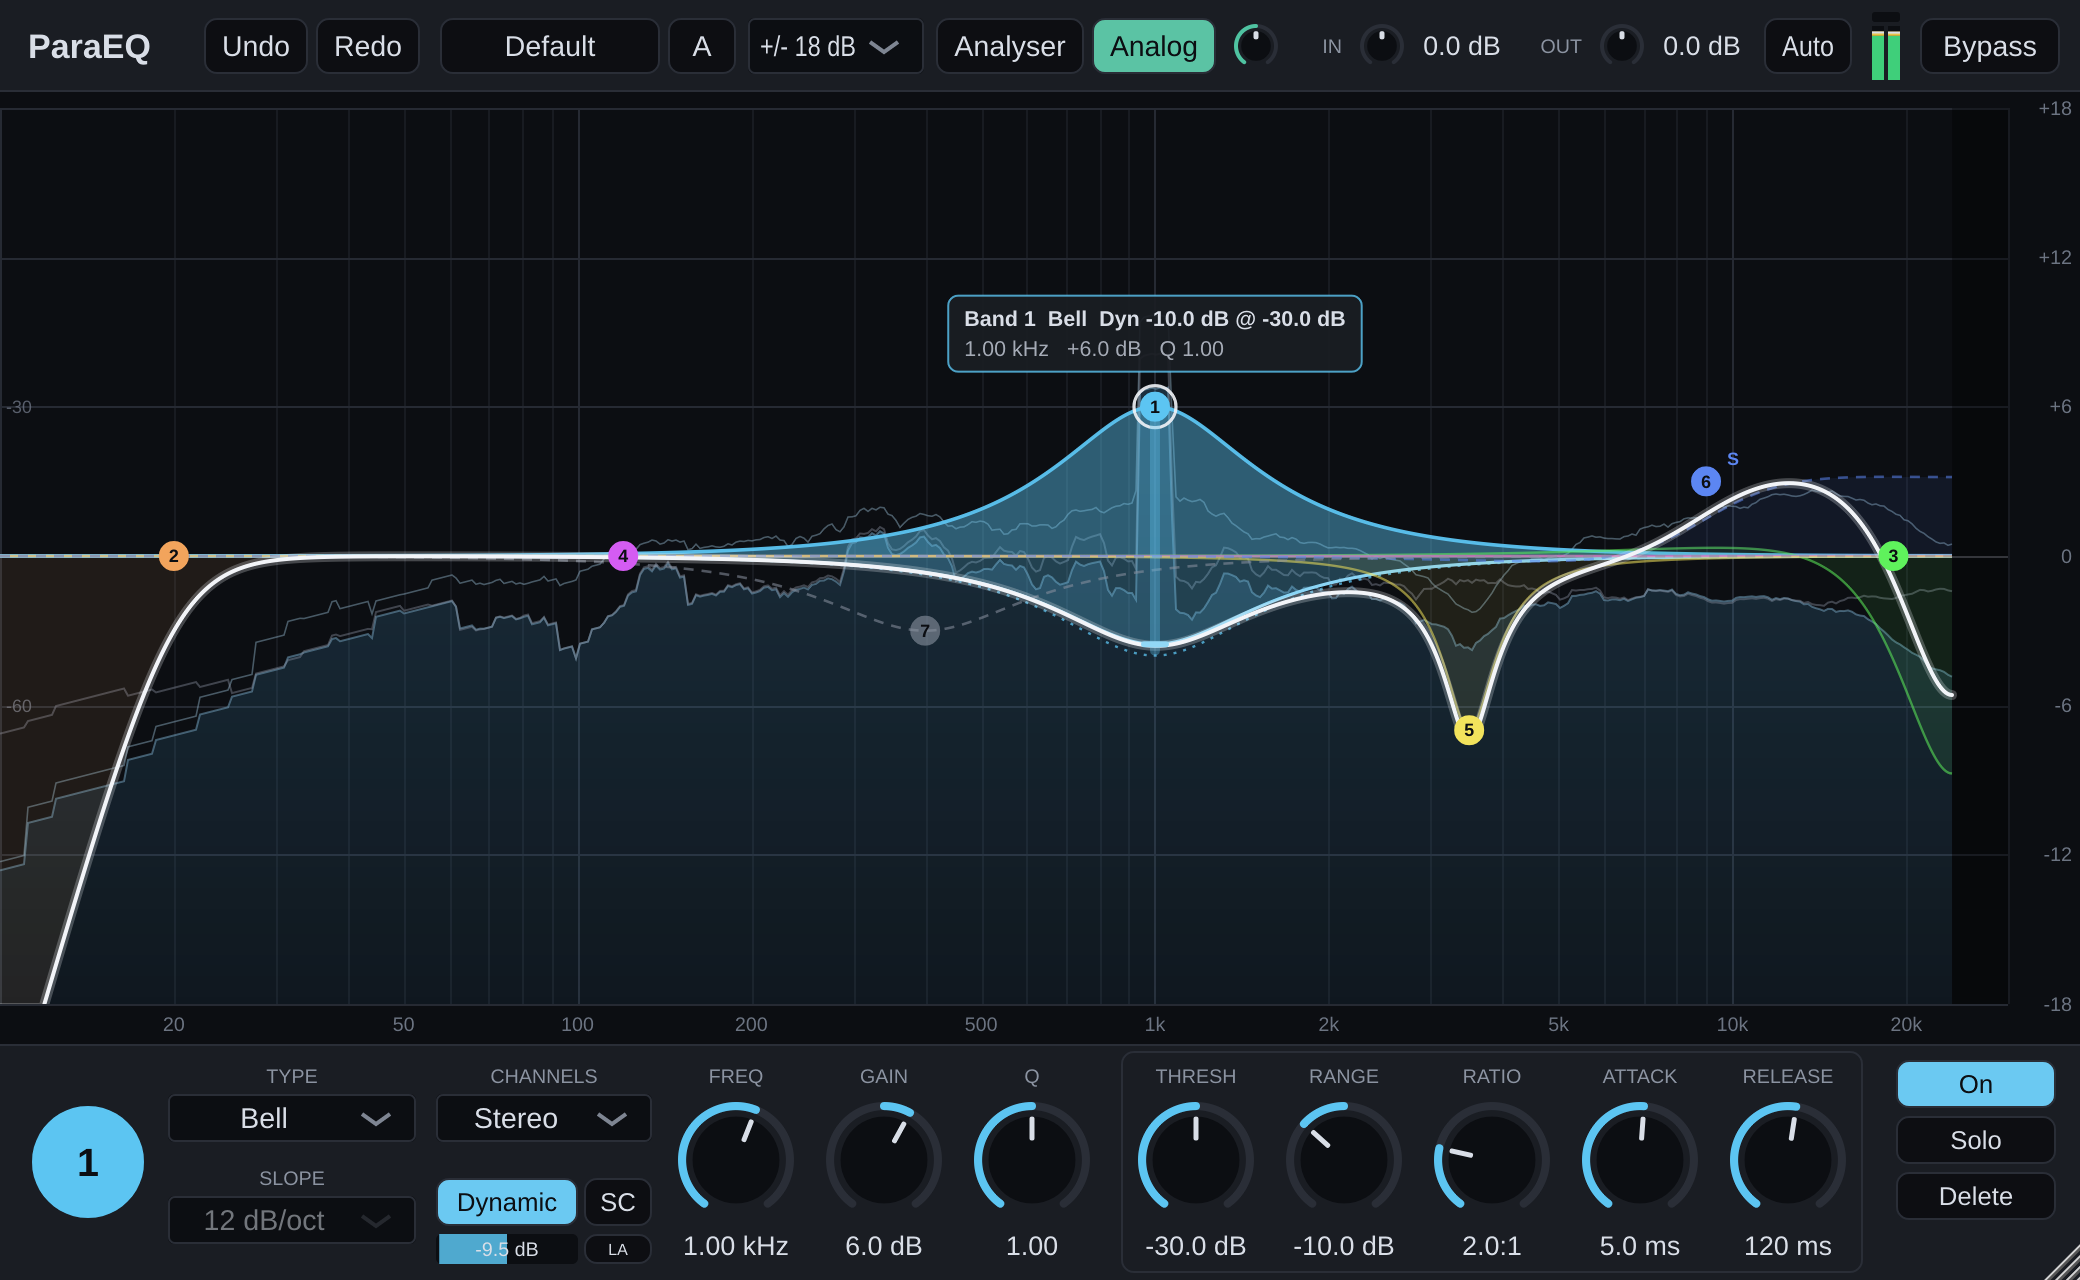 ParaEQ Undo Redo Default A +/- 18 dB Analyser Analog IN 0.0 dB OUT 0.0 dB Auto Bypass
+18
+12
Band 1 Bell Dyn -10.0 dB @ -30.0 dB
1.00 kHz +6.0 dB Q 1.00
-30 1 +6
S
6
2 4 3 0
7
-60 -6
5
-12
-18
20 50 100 200 500 1k 2k 5k 10k 20k
TYPE CHANNELS FREQ GAIN Q THRESH RANGE RATIO ATTACK RELEASE
On
Bell Stereo
Solo
1
SLOPE
Delete
12 dB/oct Dynamic SC
-9.5 dB LA 1.00 kHz 6.0 dB 1.00 -30.0 dB -10.0 dB 2.0:1 5.0 ms 120 ms